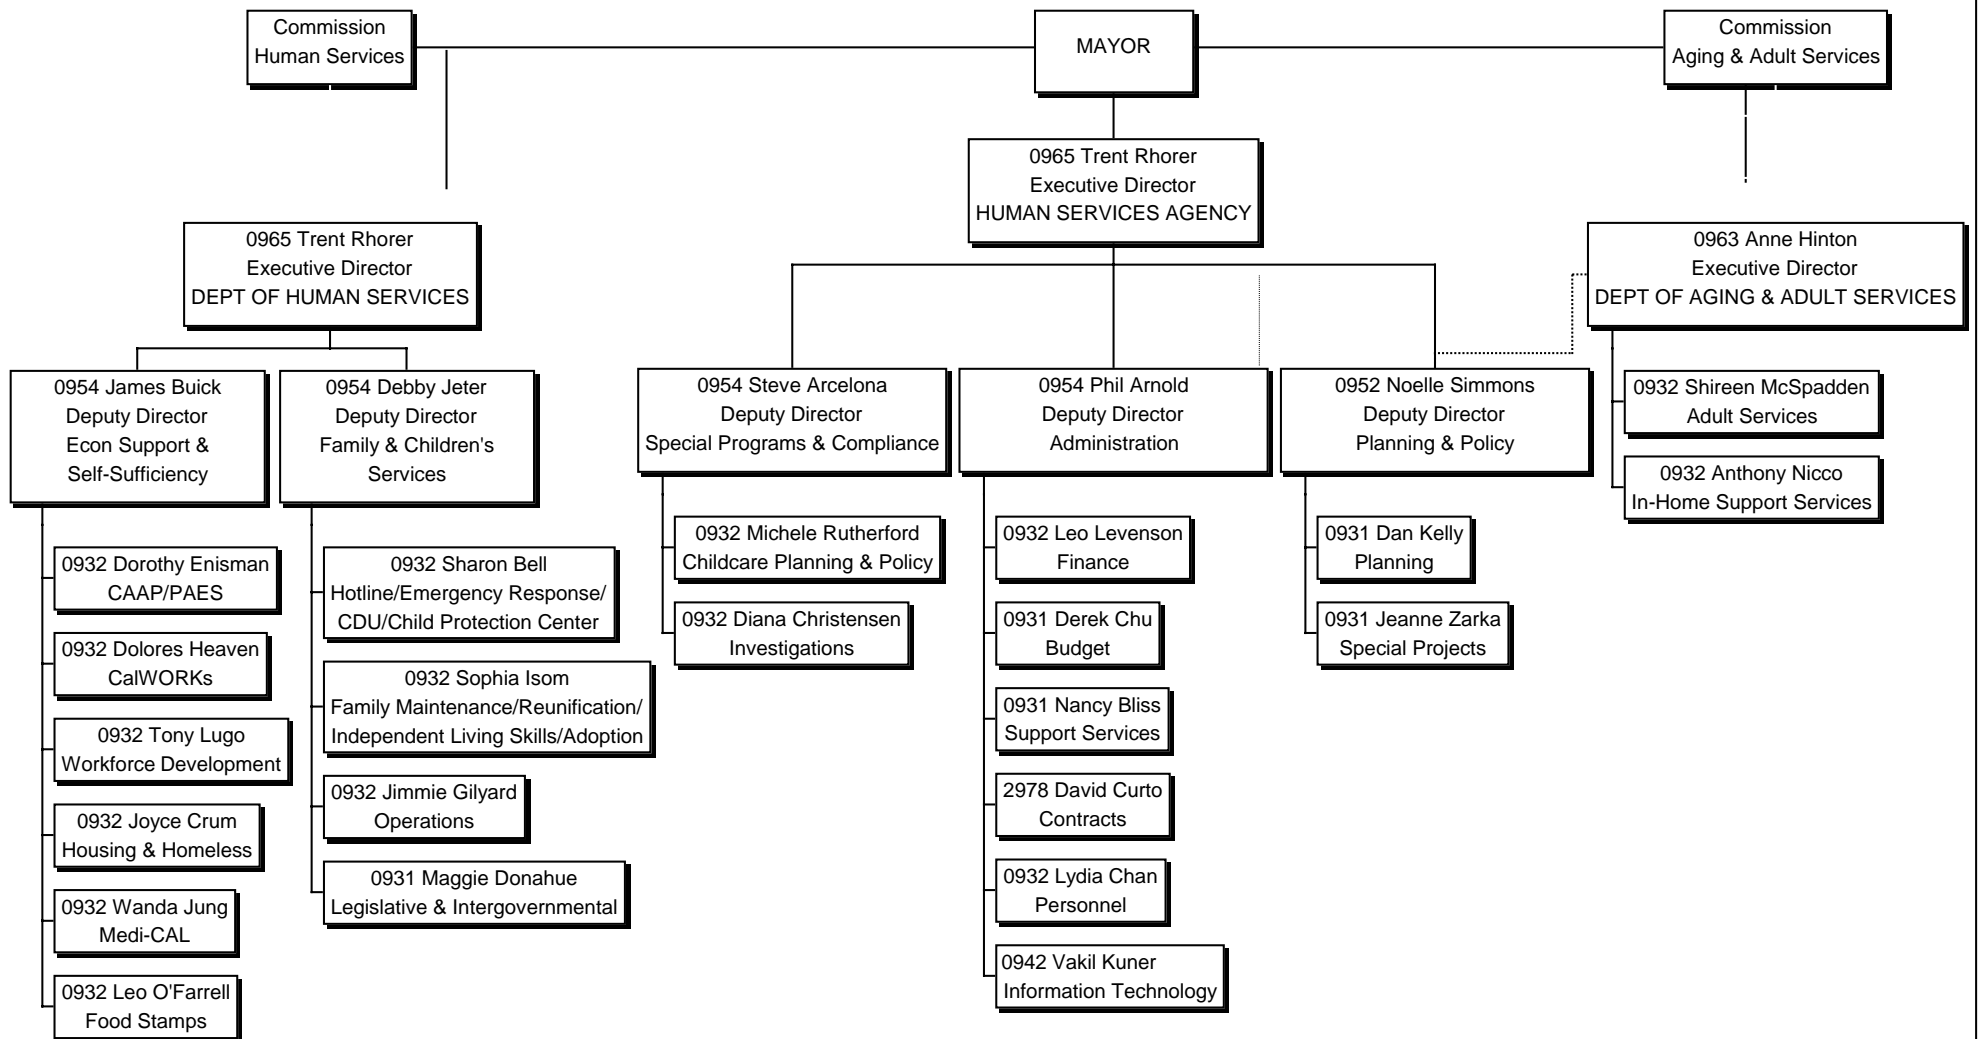 Commission
Human Services
MAYOR
Commission
Aging & Adult Services
0965 Trent Rhorer
Executive Director
HUMAN SERVICES AGENCY
0965 Trent Rhorer
Executive Director
DEPT OF HUMAN SERVICES
0963 Anne Hinton
Executive Director
DEPT OF AGING & ADULT SERVICES
0954 James Buick
Deputy Director
Econ Support &
Self-Sufficiency
0932 Dorothy Enisman
CAAP/PAES
0932 Dolores Heaven
CalWORKs
0932 Tony Lugo
Workforce Development
0932 Joyce Crum
Housing & Homeless
0932 Wanda Jung
Medi-CAL
0932 Leo O'Farrell
Food Stamps
0954 Debby Jeter
Deputy Director
Family & Children's
Services
0932 Sharon Bell
Hotline/Emergency Response/
CDU/Child Protection Center
0932 Sophia Isom
Family Maintenance/Reunification/
Independent Living Skills/Adoption
0932 Jimmie Gilyard
Operations
0931 Maggie Donahue
Legislative & Intergovernmental
0954 Steve Arcelona
Deputy Director
Special Programs & Compliance
0932 Michele Rutherford
Childcare Planning & Policy
0932 Diana Christensen
Investigations
0954 Phil Arnold
Deputy Director
Administration
0932 Leo Levenson
Finance
0931 Derek Chu
Budget
0931 Nancy Bliss
Support Services
2978 David Curto
Contracts
0932 Lydia Chan
Personnel
0942 Vakil Kuner
Information Technology
0952 Noelle Simmons
Deputy Director
Planning & Policy
0931 Dan Kelly
Planning
0931 Jeanne Zarka
Special Projects
0932 Shireen McSpadden
Adult Services
0932 Anthony Nicco
In-Home Support Services